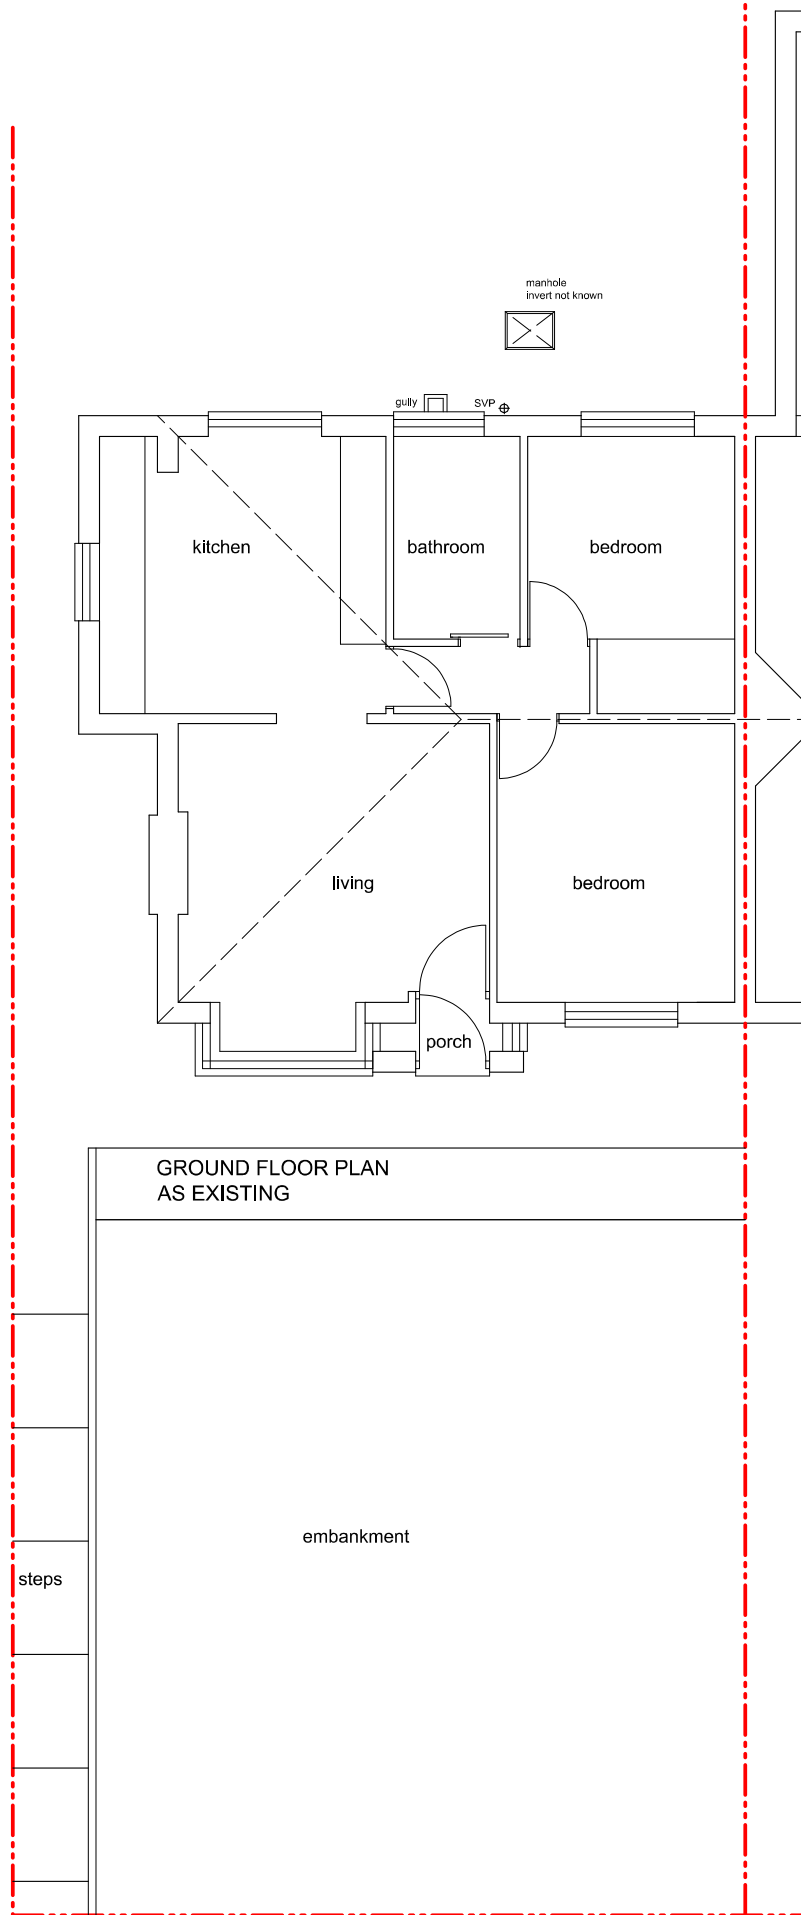 manhole
invert not known
gully
SVP
kitchen
bathroom
bedroom
living
bedroom
porch
GROUND FLOOR PLAN
AS EXISTING
embankment
steps